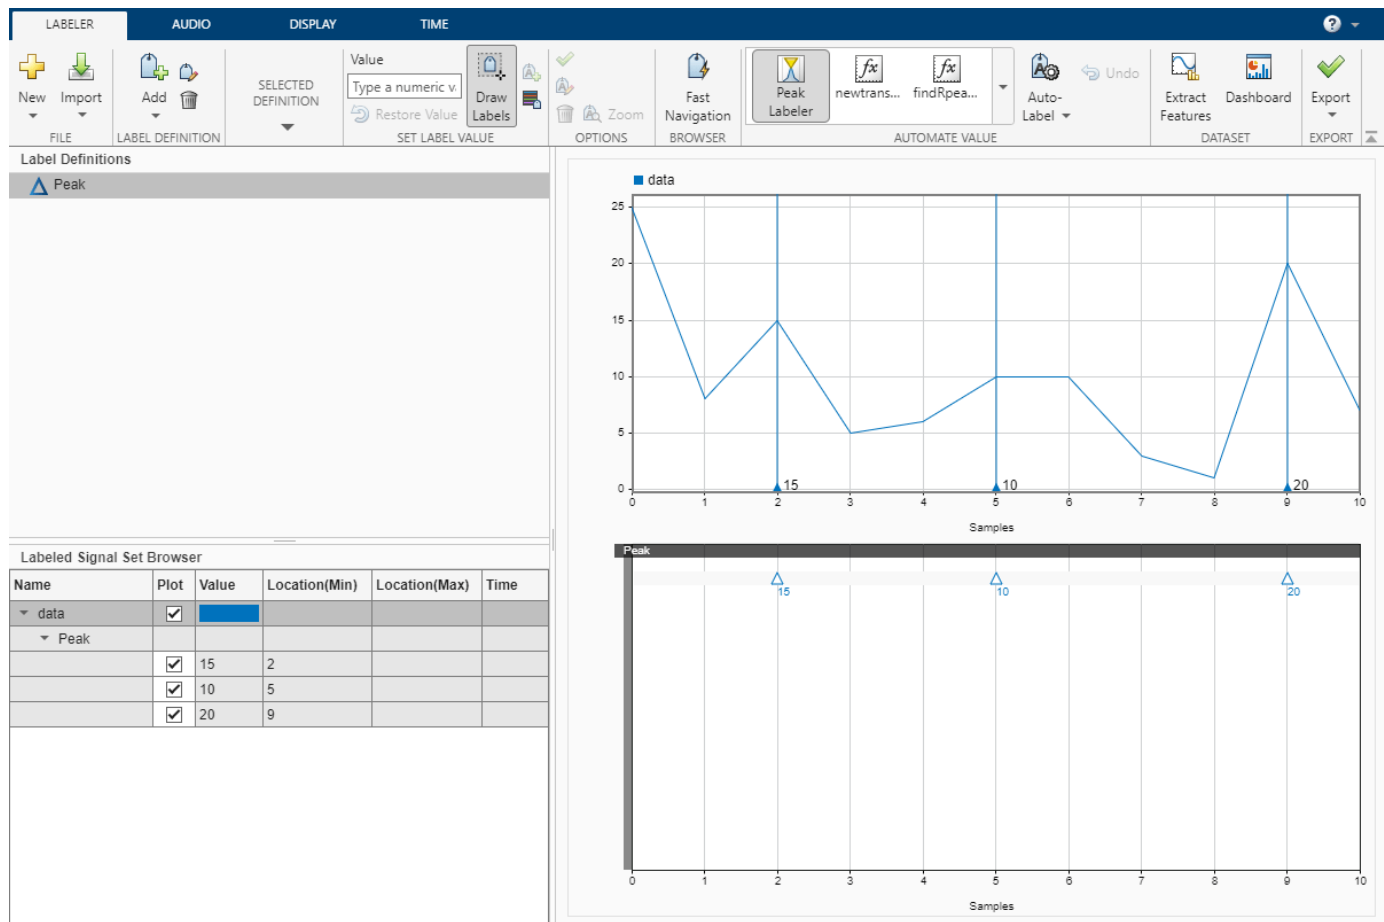 LABELER AUDIO DISPLAY TIME
?
New Import
FILE
Add
LABEL DEFINITION
SELECTED
DEFINITION
Value
Type a numeric v
Restore Value
Draw
Labels
SET LABEL VALUE
Zoom
OPTIONS
Fast
Navigation
BROWSER
Peak
Labeler
fx
newtrans...
fx
findRpea...
Auto-
Label
Undo
AUTOMATE VALUE
Extract
Features
Dashboard
DATASET
Export
EXPORT
Label Definitions
Peak
Labeled Signal Set Browser
Name Plot Value Location(Min) Location(Max) Time
data
Peak
15 2
10 5
20 9
data
25
20
15
10
5
0
15 10 20
0 1 2 3 4 5 6 7 8 9 10
Samples
Peak
15 10 20
0 1 2 3 4 5 6 7 8 9 10
Samples